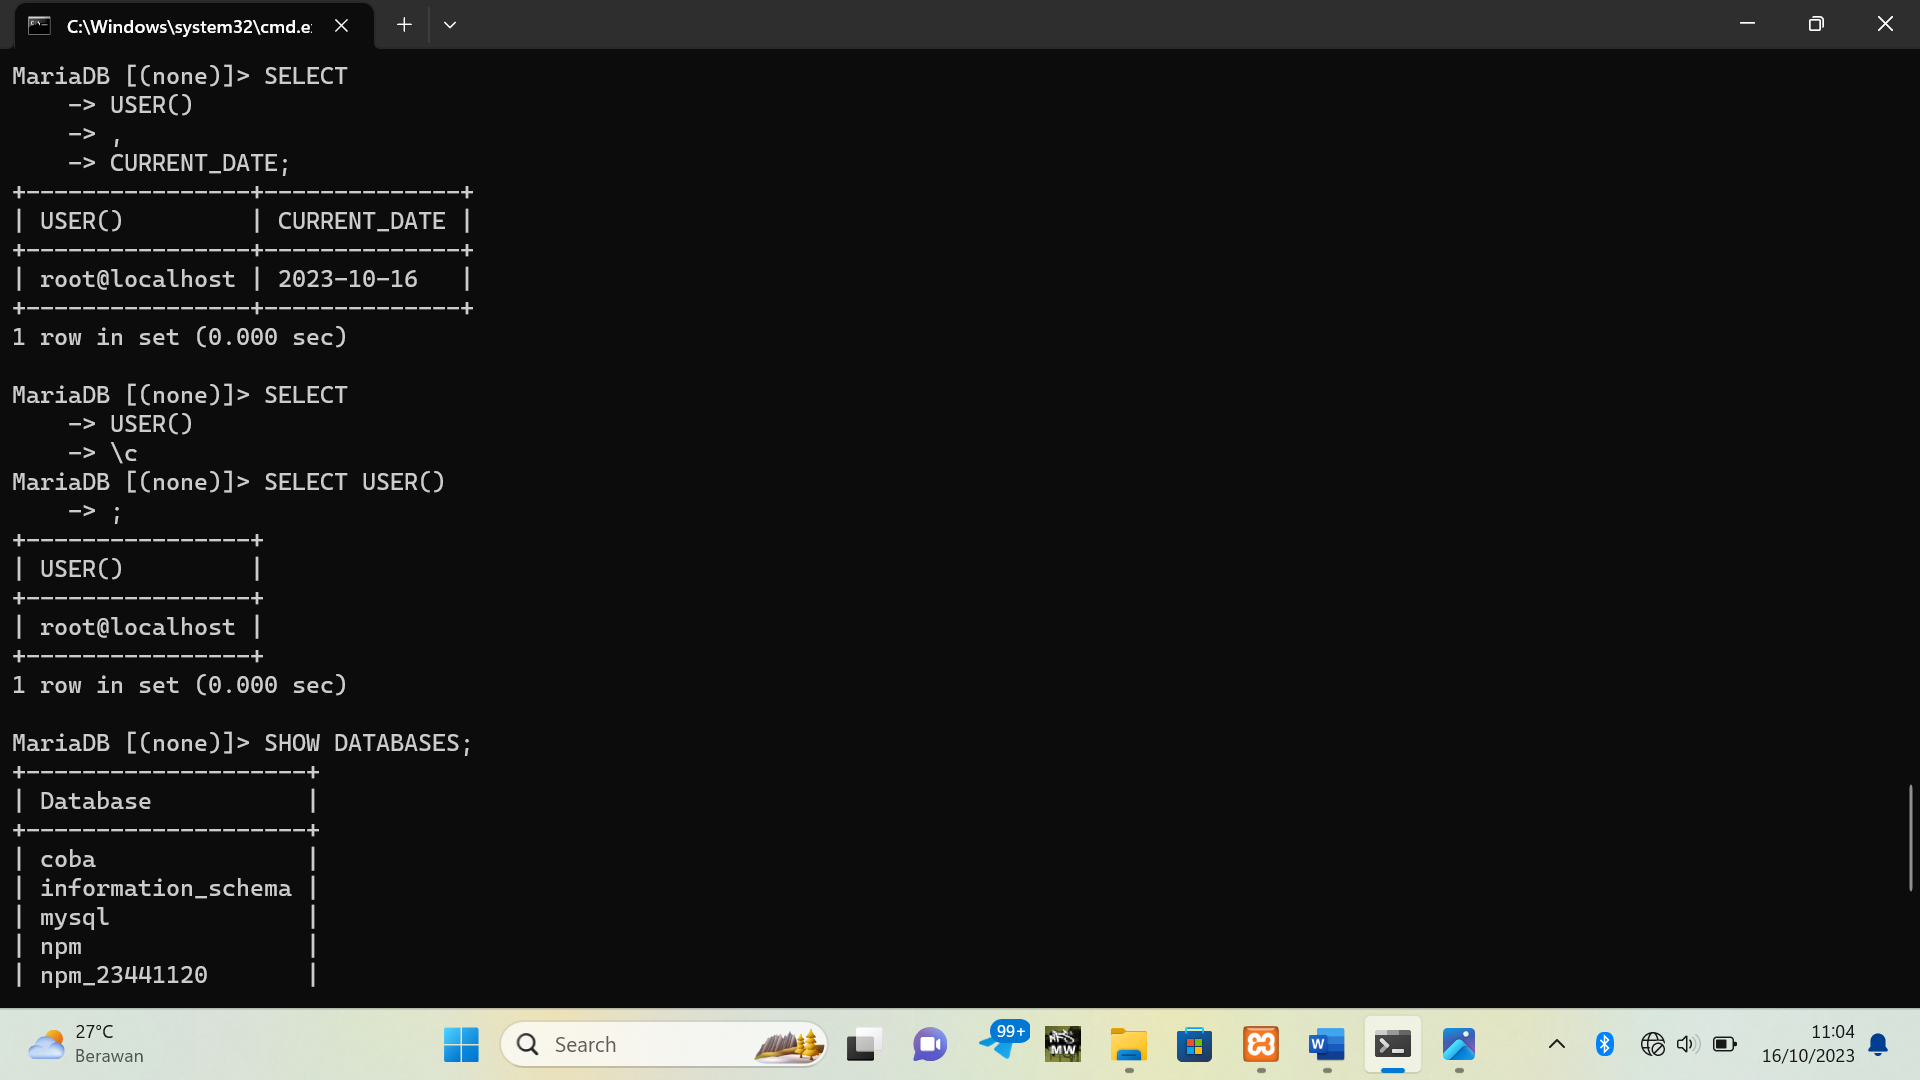 C:\Windows\system32\cmd.e
MariaDB [(none)]> SELECT
    -> USER()
    -> ,
    -> CURRENT_DATE;
+----------------+--------------+
| USER()         | CURRENT_DATE |
+----------------+--------------+
| root@localhost | 2023-10-16   |
+----------------+--------------+
1 row in set (0.000 sec)

MariaDB [(none)]> SELECT
    -> USER()
    -> \c
MariaDB [(none)]> SELECT USER()
    -> ;
+----------------+
| USER()         |
+----------------+
| root@localhost |
+----------------+
1 row in set (0.000 sec)

MariaDB [(none)]> SHOW DATABASES;
+--------------------+
| Database           |
+--------------------+
| coba               |
| information_schema |
| mysql              |
| npm                |
| npm_23441120       |
27°C
Berawan
Search
99+
NFS
MW
W
11:04
16/10/2023